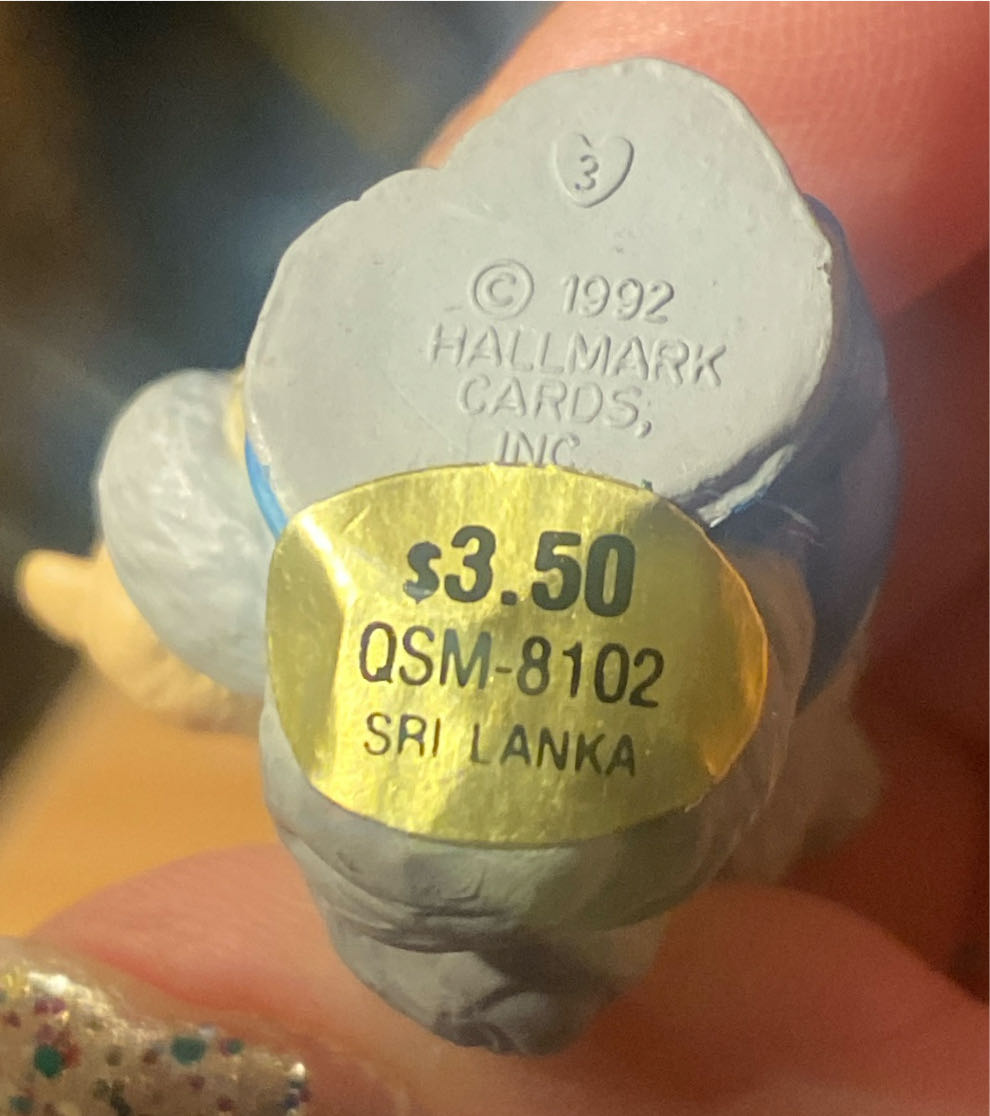 3
© 1992
HALLMARK
CARDS,
INC
$3.50
QSM-8102
SRI LANKA